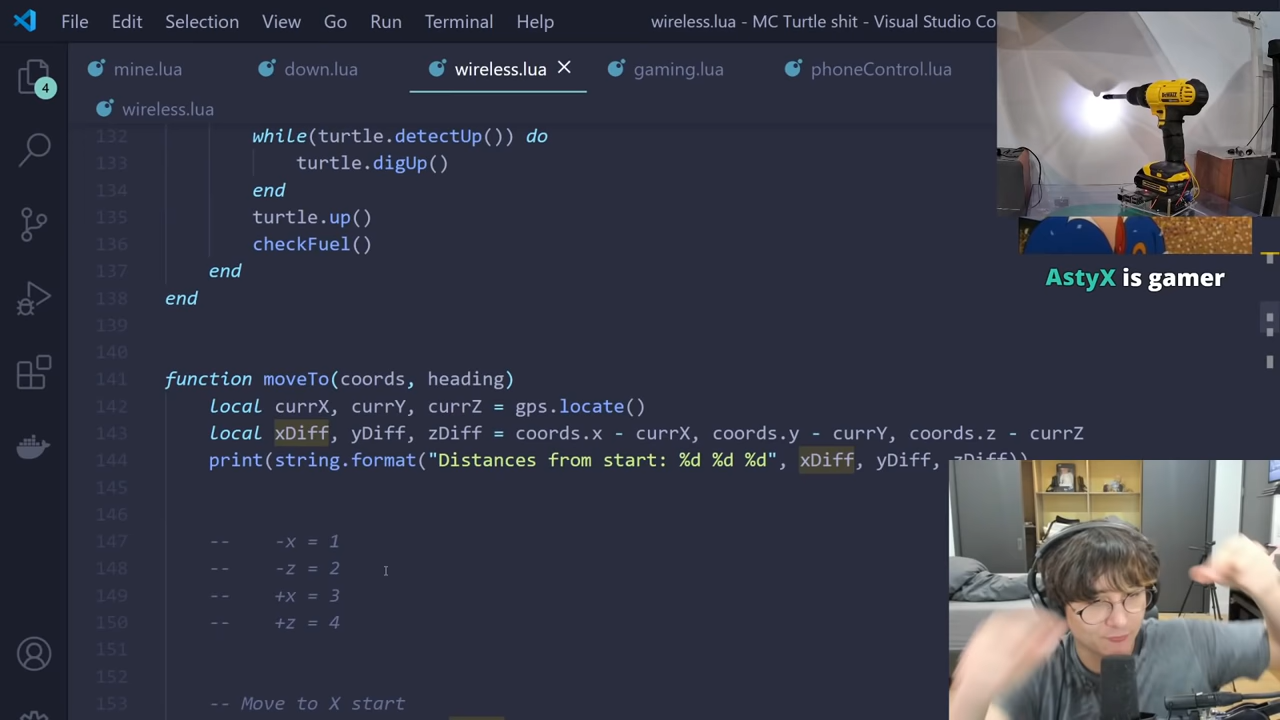 File Edit Selection View Go Run Terminal Help wireless.lua - MC Turtle shit - Visual Studio Co
4
mine.lua down.lua wireless.lua gaming.lua phoneControl.lua
wireless.lua
132 while(turtle.detectUp()) do
133 turtle.digUp()
134 end
135 turtle.up()
136 checkFuel()
137 end
138 end
139
140
141 function moveTo(coords, heading)
142 local currX, currY, currZ = gps.locate()
143 local xDiff, yDiff, zDiff = coords.x - currX, coords.y - currY, coords.z - currZ
144 print(string.format("Distances from start: %d %d %d", xDiff, yDiff, zDiff))
145
146
147 -- -x = 1
148 -- -z = 2
149 -- +x = 3
150 -- +z = 4
151
152
153 -- Move to X start
DEWALT
AstyX is gamer